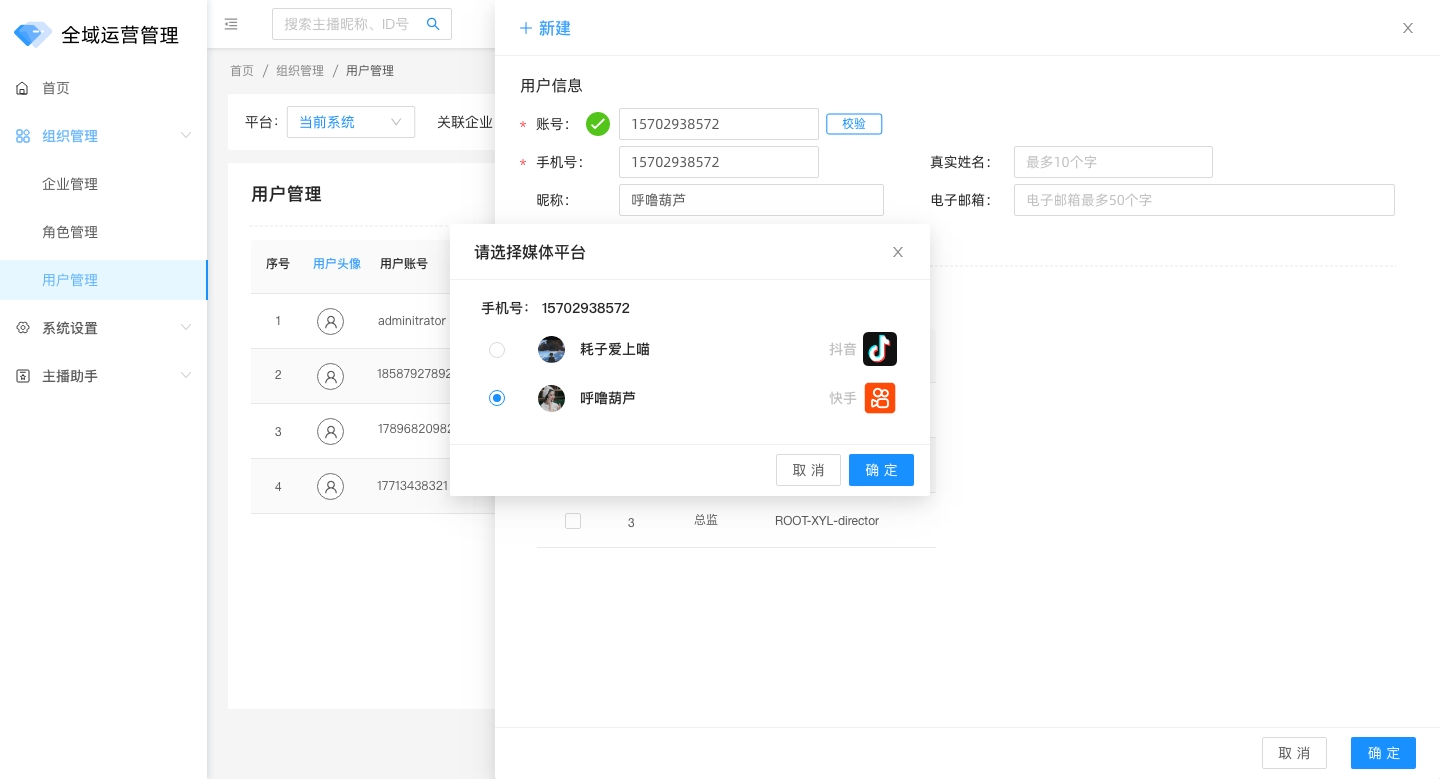 全域运营管理
首页
组织管理
企业管理
角色管理
用户管理
系统设置
主播助手
搜索主播昵称、ID号
首页 / 组织管理 / 用户管理
平台： 当前系统 关联企业
用户管理
序号 用户头像 用户账号
1 adminitrator
2 18587927892
3 17896820982
4 17713438321
+ 新建
用户信息
* 账号： 15702938572 校验
* 手机号： 15702938572 真实姓名： 最多10个字
昵称： 呼噜葫芦 电子邮箱： 电子邮箱最多50个字
请选择媒体平台
手机号： 15702938572
耗子爱上喵 抖音
呼噜葫芦 快手
取 消 确 定
3 总监 ROOT-XYL-director
取 消 确 定